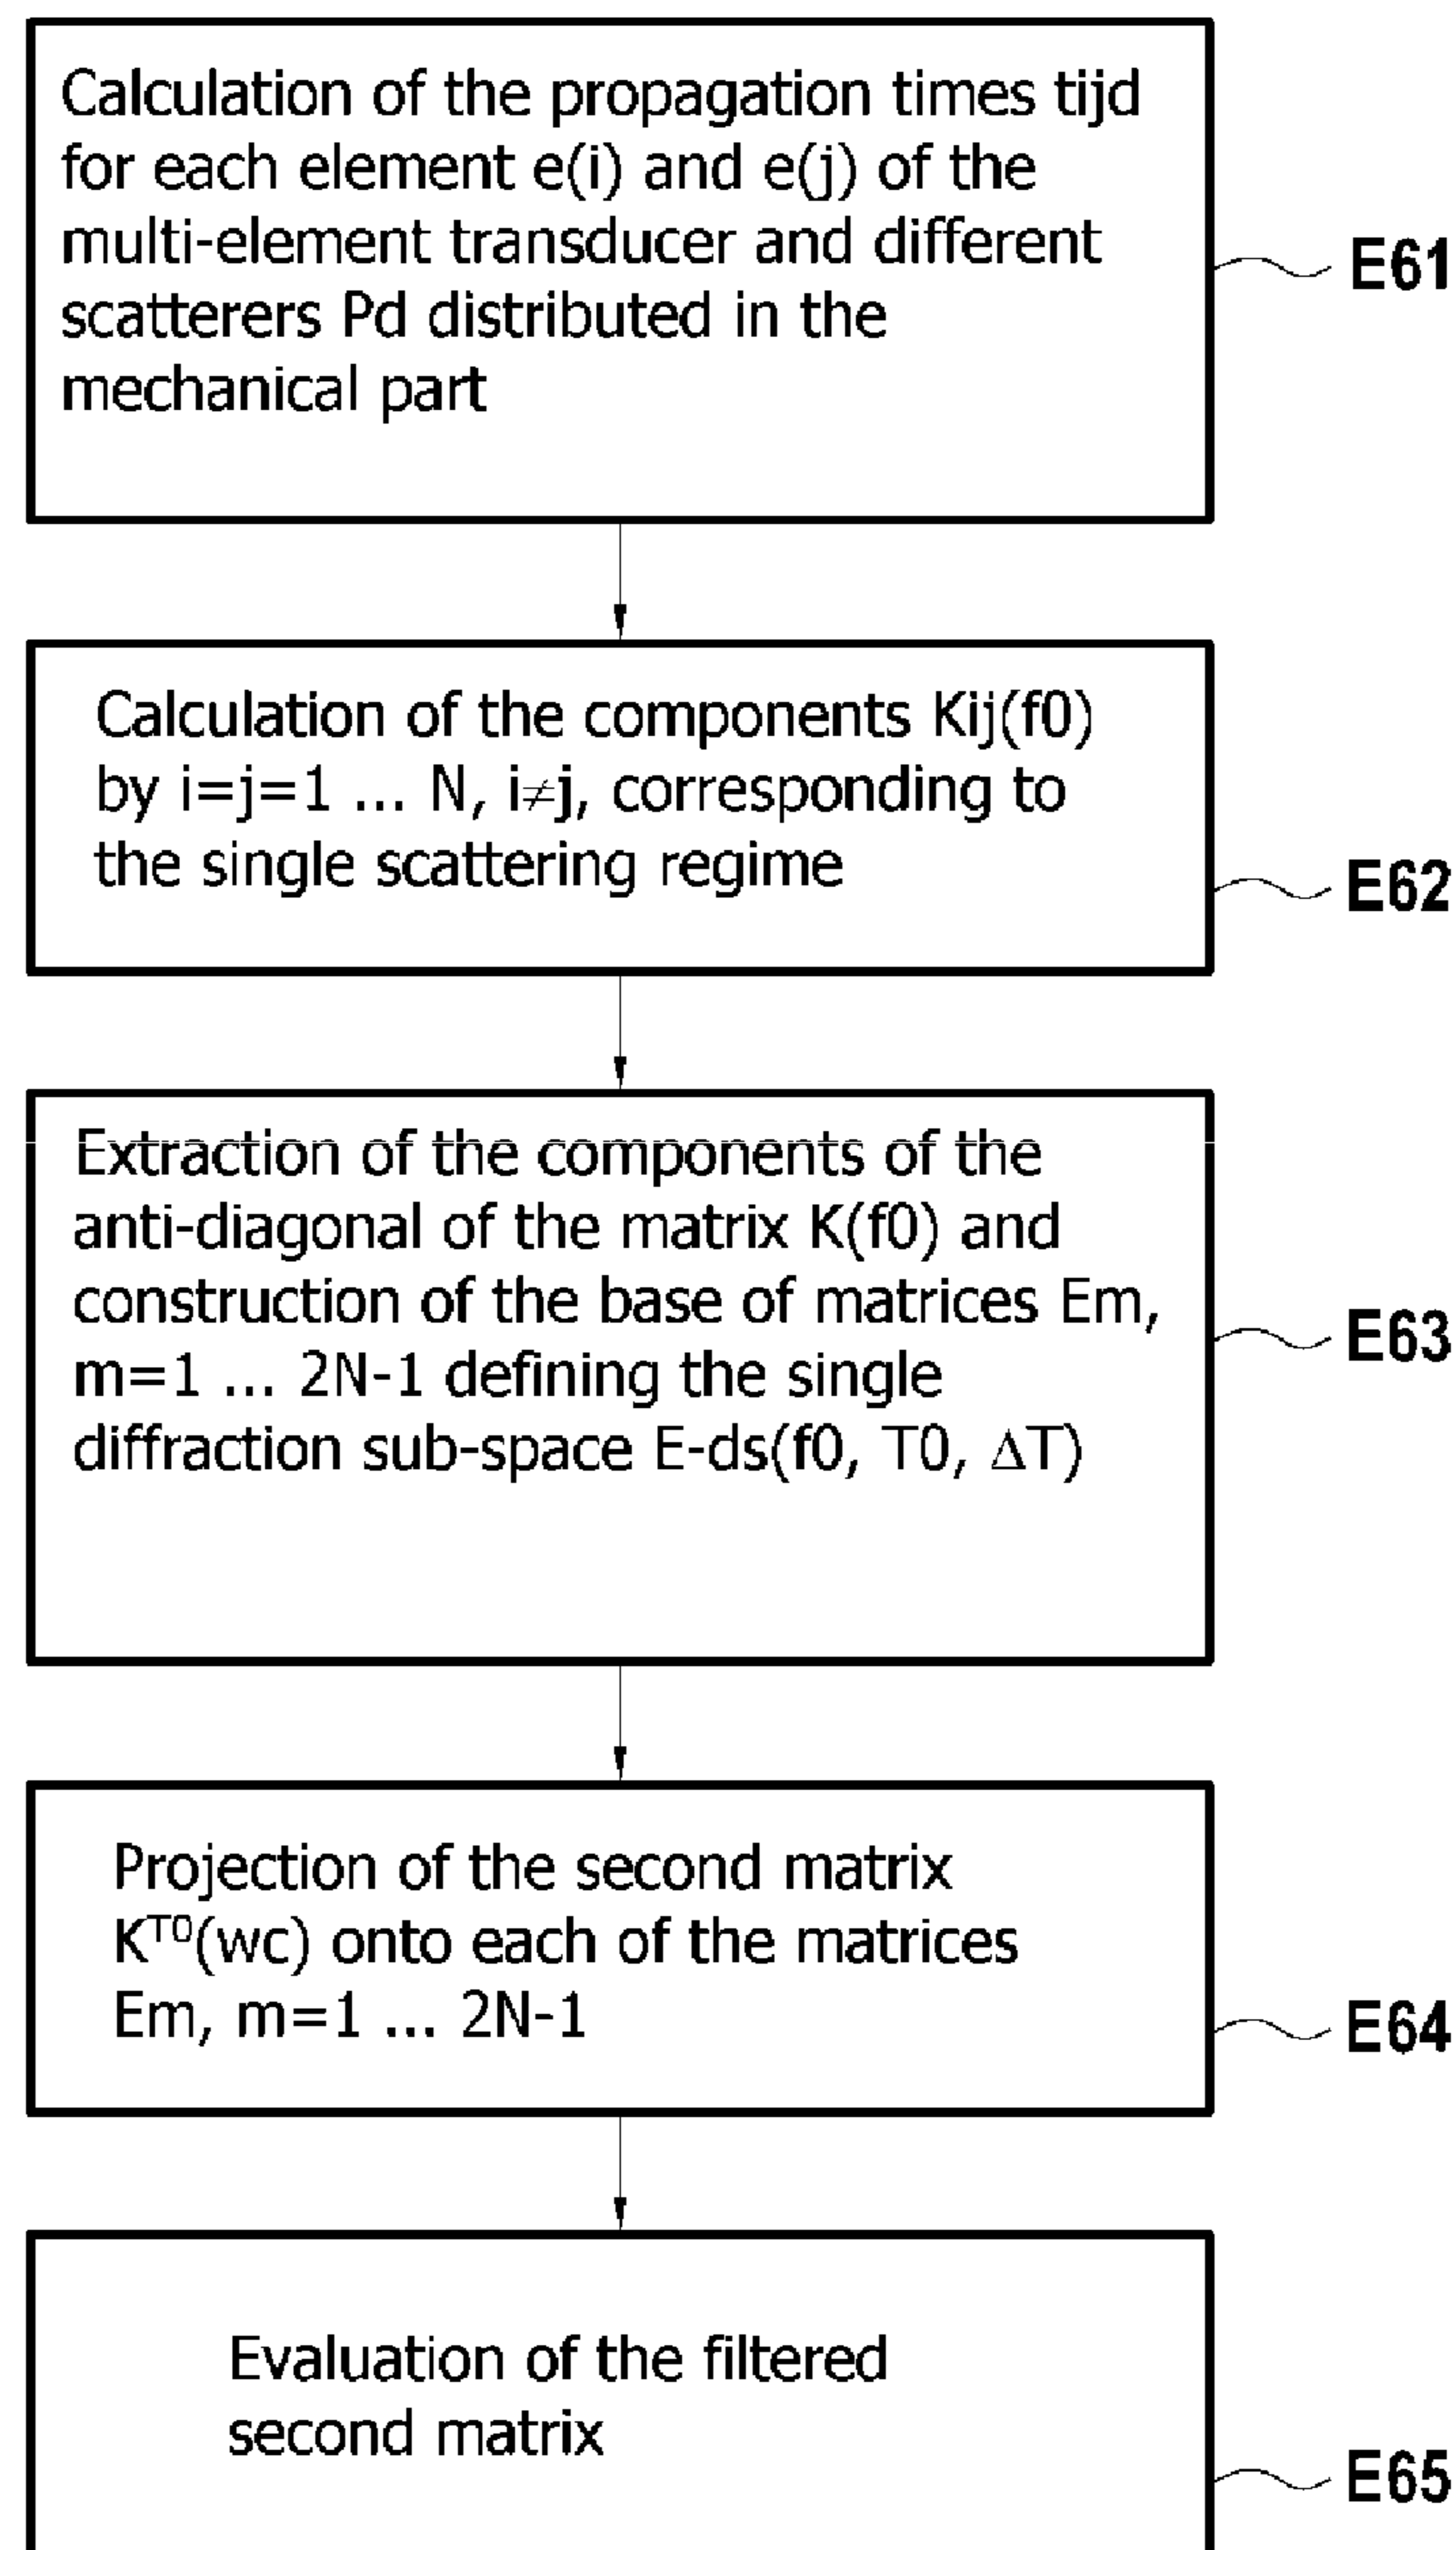 Calculation of the propagation times tijd
for each element e(i) and e(j) of the
multi-element transducer and different
scatterers Pd distributed in the
mechanical part
E61
Calculation of the components Kij(f0)
by i=j=1 ... N, i≠j, corresponding to
the single scattering regime
E62
Extraction of the components of the
anti-diagonal of the matrix K(f0) and
construction of the base of matrices Em,
m=1 ... 2N-1 defining the single
diffraction sub-space E-ds(f0, T0, ΔT)
E63
Projection of the second matrix
K^T0(wc) onto each of the matrices
Em, m=1 ... 2N-1
E64
Evaluation of the filtered
second matrix
E65